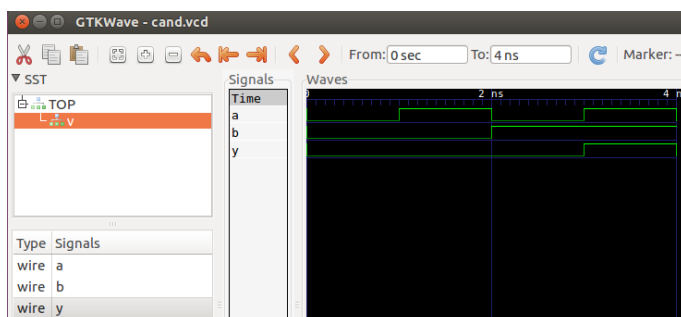 GTKWave - cand.vcd
From: 0 sec To: 4 ns Marker: --
SST
Signals
Waves
TOP
v
Time
a
b
y
0 2 ns 4 n
Type Signals
wire a
wire b
wire y